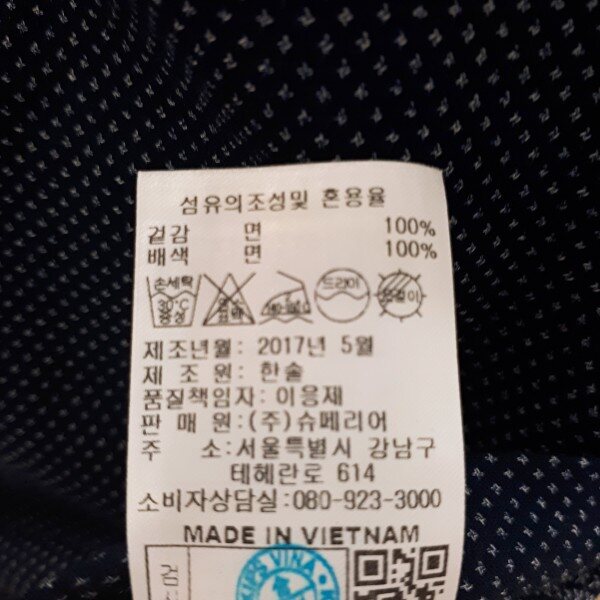 섬유의조성및 혼용율
겉감 면 100%
배색 면 100%
손세탁 30°C 중성
드라이
제조년월: 2017년 5월
제 조 원: 한솔
품질책임자: 이응재
판 매 원:(주)슈페리어
주 소:서울특별시 강남구
테헤란로 614
소비자상담실:080-923-3000
MADE IN VIETNAM
VINA